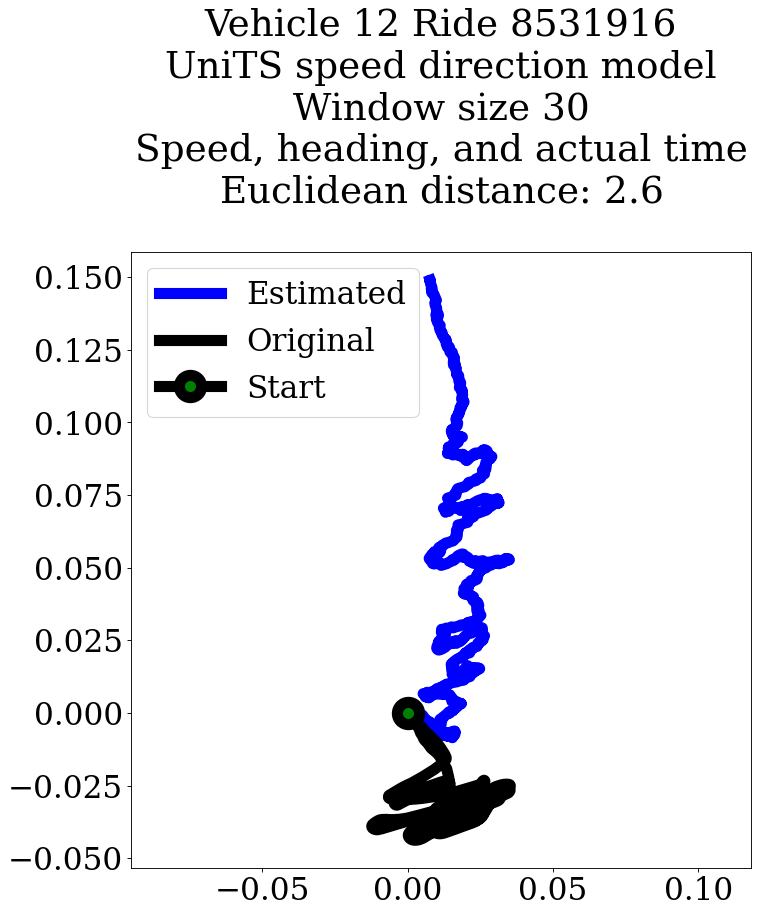 Vehicle 12 Ride 8531916
UniTS speed direction model
Window size 30
Speed, heading, and actual time
Euclidean distance: 2.6
0.150
0.125
0.100
0.075
0.050
0.025
0.000
−0.025
−0.050
Estimated
Original
Start
−0.05
0.00
0.05
0.10